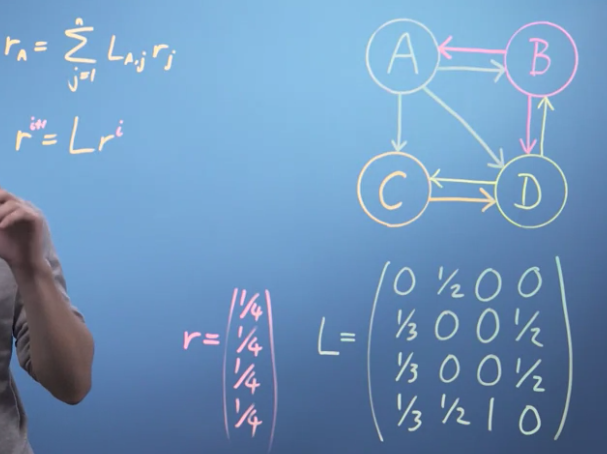 r_A = Σ_{j=1}^{n} L_{A,j} r_j
r^{i+1} = L r^i
A B
C D
r = (1/4 1/4 1/4 1/4)
L =
0 1/2 0 0
1/3 0 0 1/2
1/3 0 0 1/2
1/3 1/2 1 0